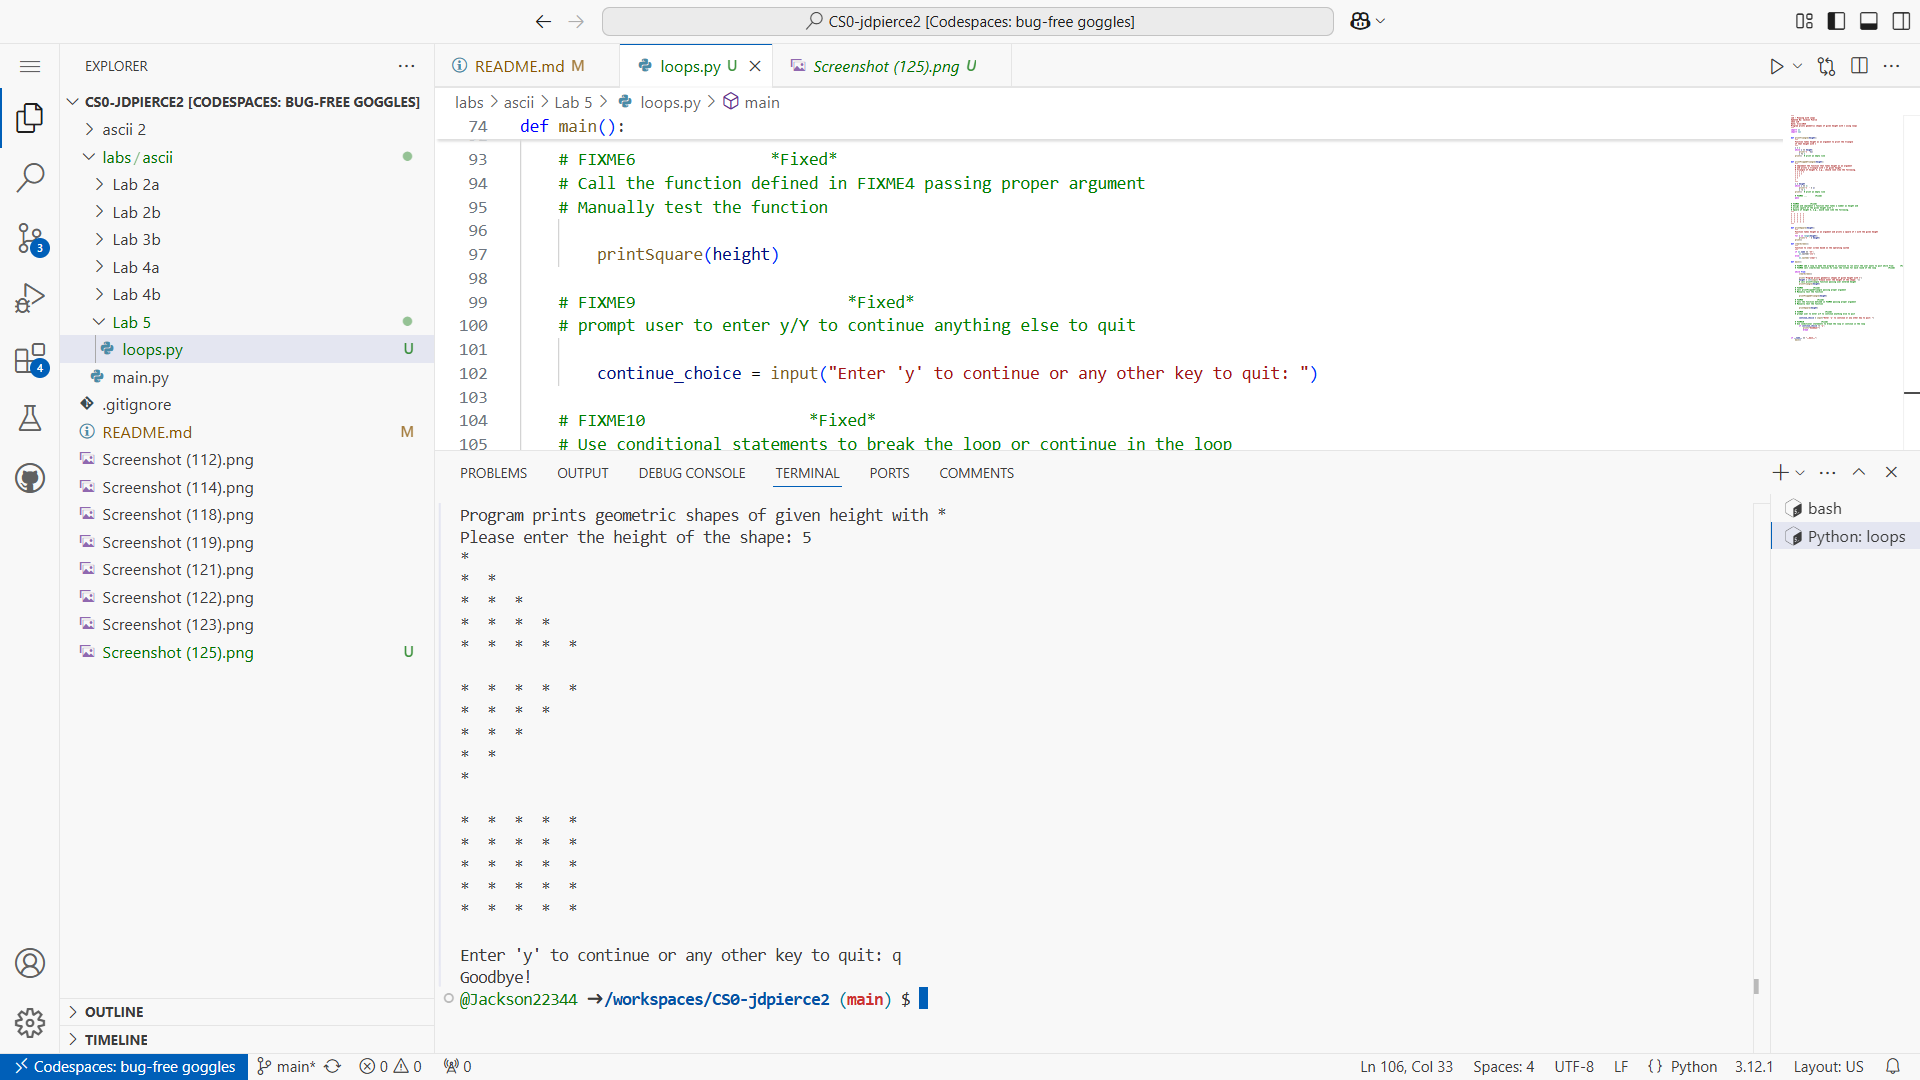 CS0-jdpierce2 [Codespaces: bug-free goggles]
EXPLORER
CS0-JDPIERCE2 [CODESPACES: BUG-FREE GOGGLES]
ascii 2
labs / ascii
Lab 2a
Lab 2b
Lab 3b
Lab 4a
Lab 4b
Lab 5
loops.py U
main.py
.gitignore
README.md M
Screenshot (112).png
Screenshot (114).png
Screenshot (118).png
Screenshot (119).png
Screenshot (121).png
Screenshot (122).png
Screenshot (123).png
Screenshot (125).png U
OUTLINE
TIMELINE
3
4
README.md M
loops.py U
Screenshot (125).png U
labs > ascii > Lab 5 > loops.py > main
74 def main():
93 # FIXME6 *Fixed*
94 # Call the function defined in FIXME4 passing proper argument
95 # Manually test the function
96
97 printSquare(height)
98
99 # FIXME9 *Fixed*
100 # prompt user to enter y/Y to continue anything else to quit
101
102 continue_choice = input("Enter 'y' to continue or any other key to quit: ")
103
104 # FIXME10 *Fixed*
105 # Use conditional statements to break the loop or continue in the loop
PROBLEMS OUTPUT DEBUG CONSOLE TERMINAL PORTS COMMENTS
bash
Python: loops
Program prints geometric shapes of given height with *
Please enter the height of the shape: 5
*
* *
* * *
* * * *
* * * * *
* * * * *
* * * *
* * *
* *
*
* * * * *
* * * * *
* * * * *
* * * * *
* * * * *
Enter 'y' to continue or any other key to quit: q
Goodbye!
@Jackson22344 ➜/workspaces/CS0-jdpierce2 (main) $
Codespaces: bug-free goggles main* 0 0 0 Ln 106, Col 33 Spaces: 4 UTF-8 LF {} Python 3.12.1 Layout: US